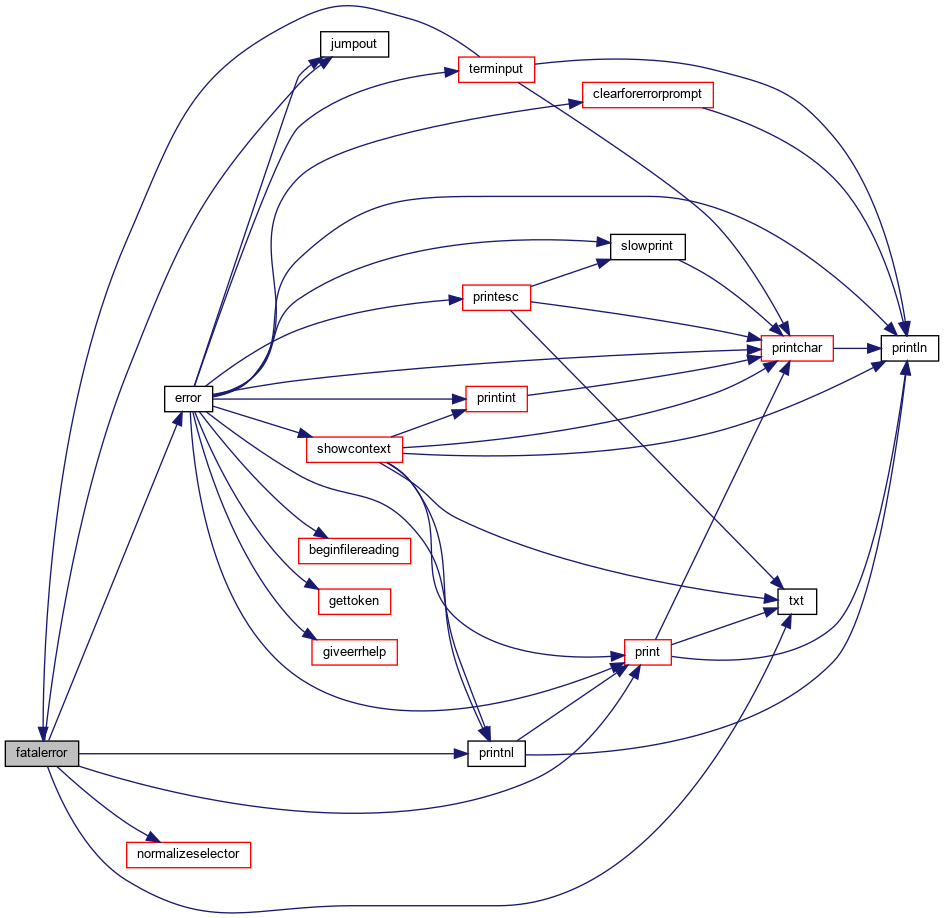 jumpout
terminput
clearforerrorprompt
slowprint
printesc
printchar
println
error
printint
showcontext
beginfilereading
gettoken
txt
giveerrhelp
print
fatalerror
printnl
normalizeselector